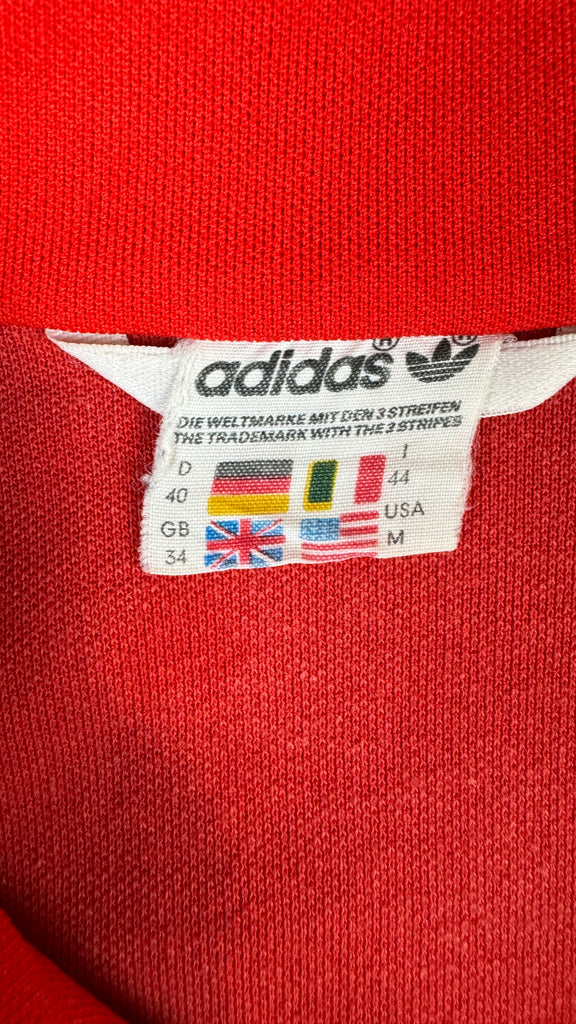 adidas®
®
DIE WELTMARKE MIT DEN 3 STREIFEN
THE TRADEMARK WITH THE 3 STRIPES
D
40
I
44
GB
34
USA
M